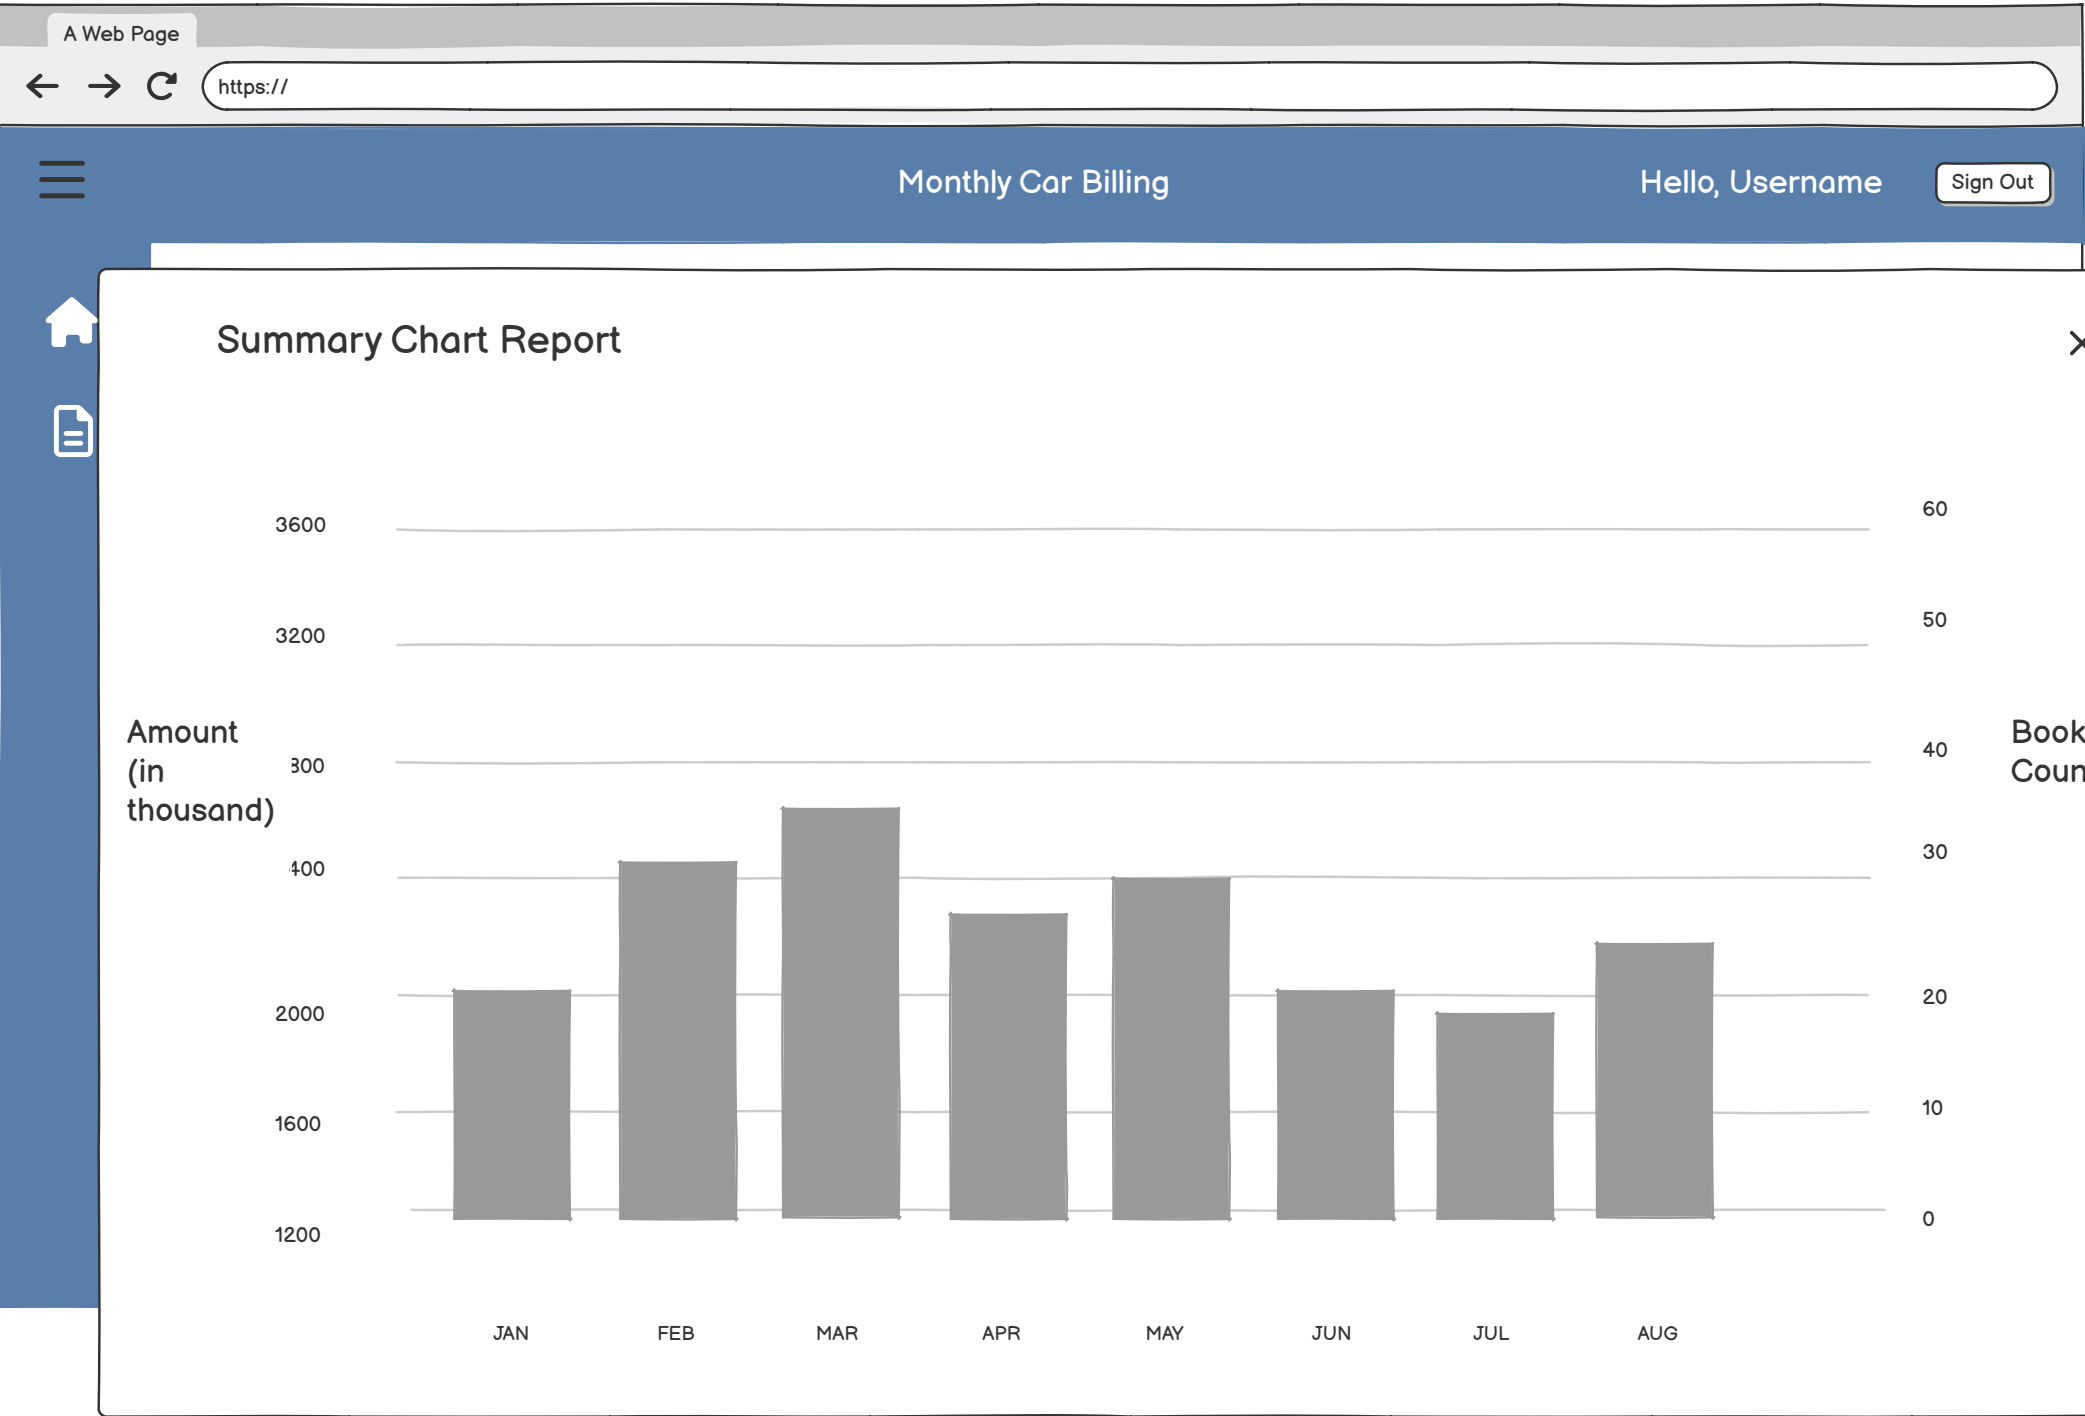 A Web Page
https://
Monthly Car Billing
Hello, Username
Sign Out
Summary Chart Report
3600
60
3200
50
Amount
(in
thousand)
800
400
2000
1600
1200
Book
Coun
40
30
20
10
0
JAN
FEB
MAR
APR
MAY
JUN
JUL
AUG